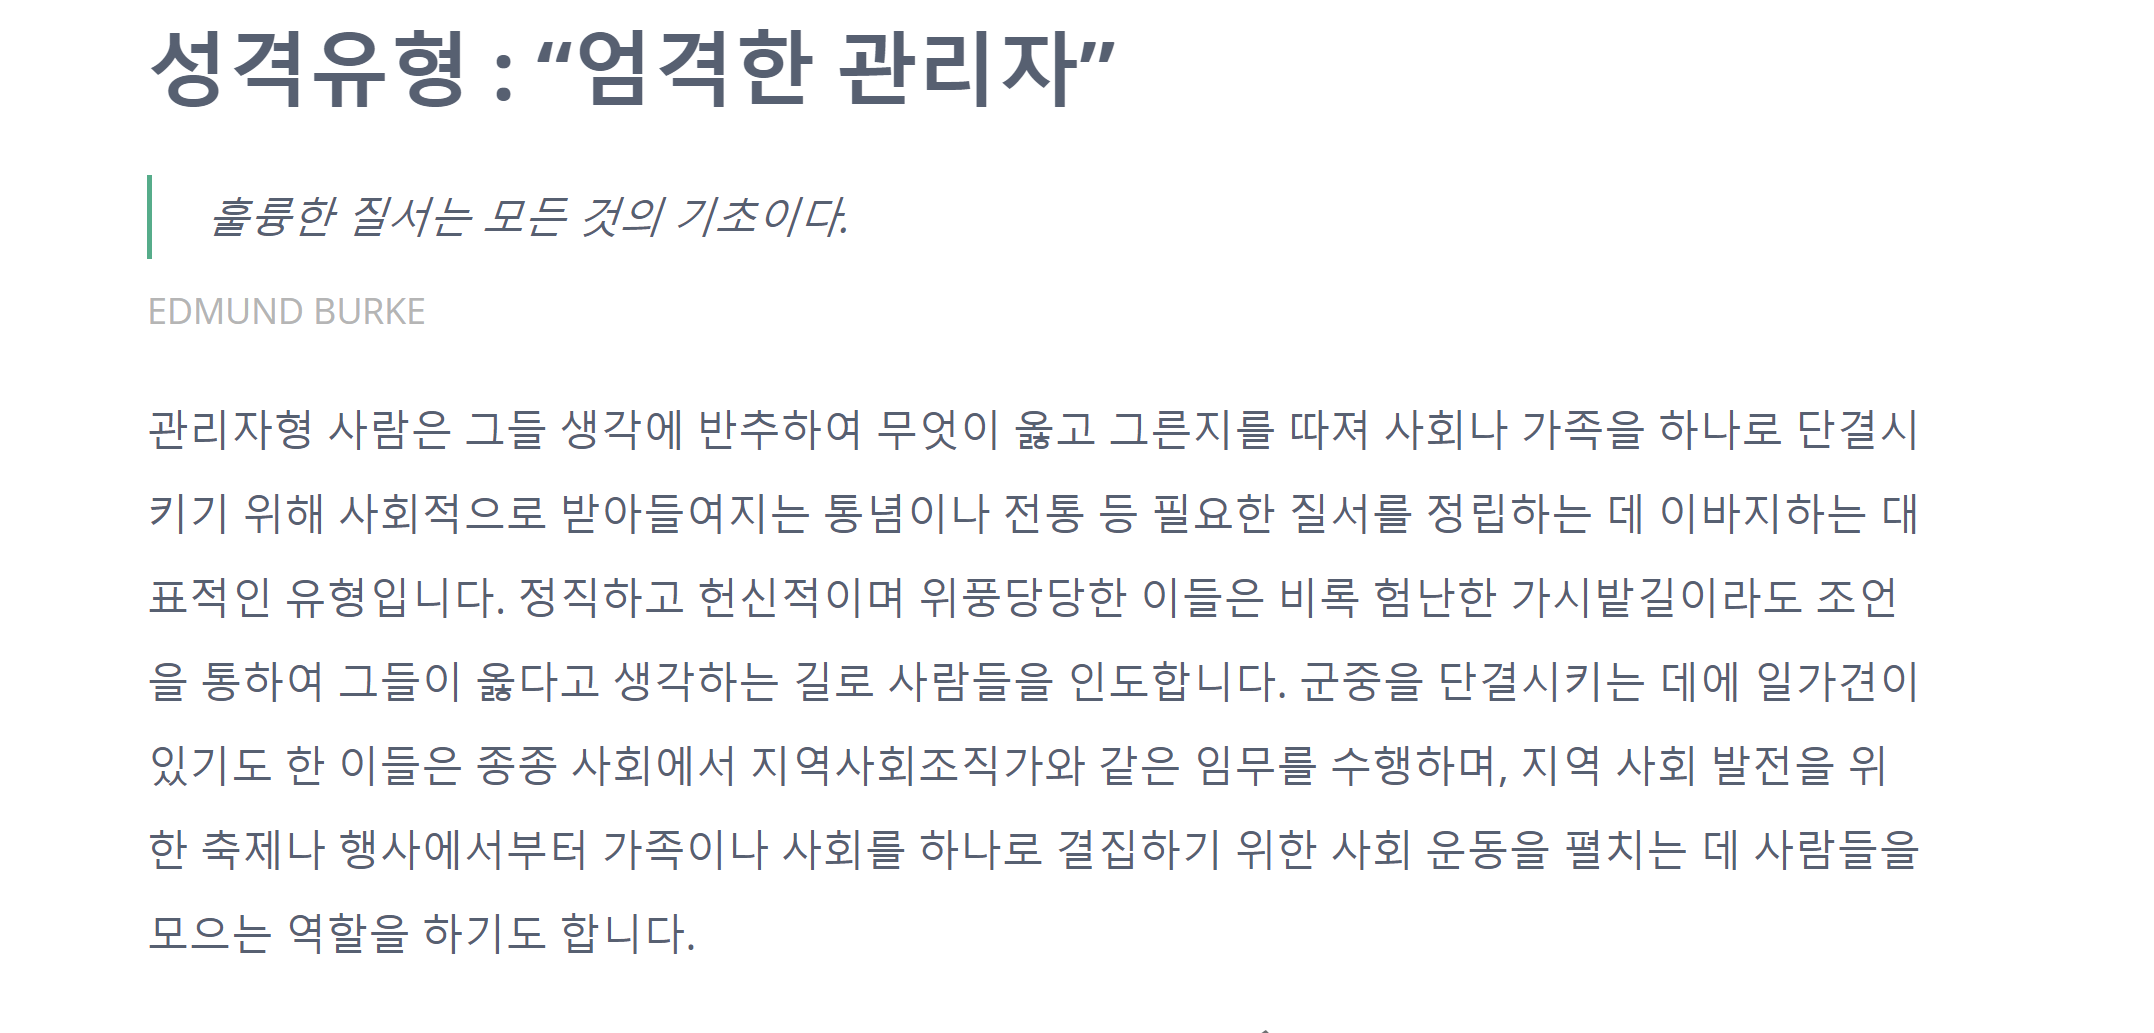 성격유형 : “엄격한 관리자”
훌륭한 질서는 모든 것의 기초이다.
EDMUND BURKE
관리자형 사람은 그들 생각에 반추하여 무엇이 옳고 그른지를 따져 사회나 가족을 하나로 단결시
키기 위해 사회적으로 받아들여지는 통념이나 전통 등 필요한 질서를 정립하는 데 이바지하는 대
표적인 유형입니다. 정직하고 헌신적이며 위풍당당한 이들은 비록 험난한 가시밭길이라도 조언
을 통하여 그들이 옳다고 생각하는 길로 사람들을 인도합니다. 군중을 단결시키는 데에 일가견이
있기도 한 이들은 종종 사회에서 지역사회조직가와 같은 임무를 수행하며, 지역 사회 발전을 위
한 축제나 행사에서부터 가족이나 사회를 하나로 결집하기 위한 사회 운동을 펼치는 데 사람들을
모으는 역할을 하기도 합니다.